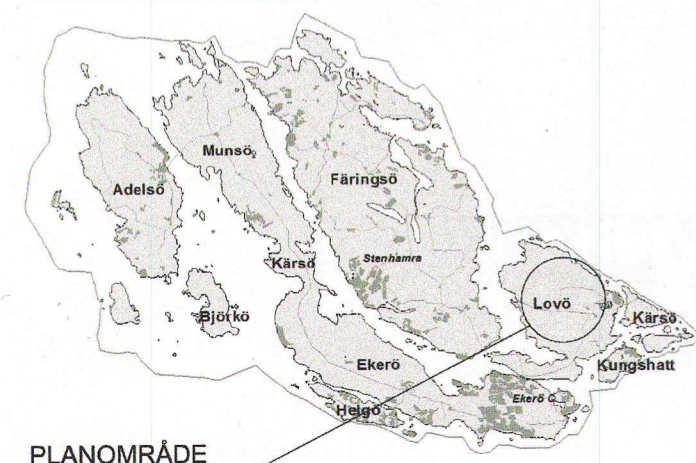 Munsö
Färingsö
Adelsö
Stenhamra
Kärsö
Lovö
Björkö
Kärsö
Ekerö
Kungshatt
Ekerö C
Helgö
PLANOMRÅDE